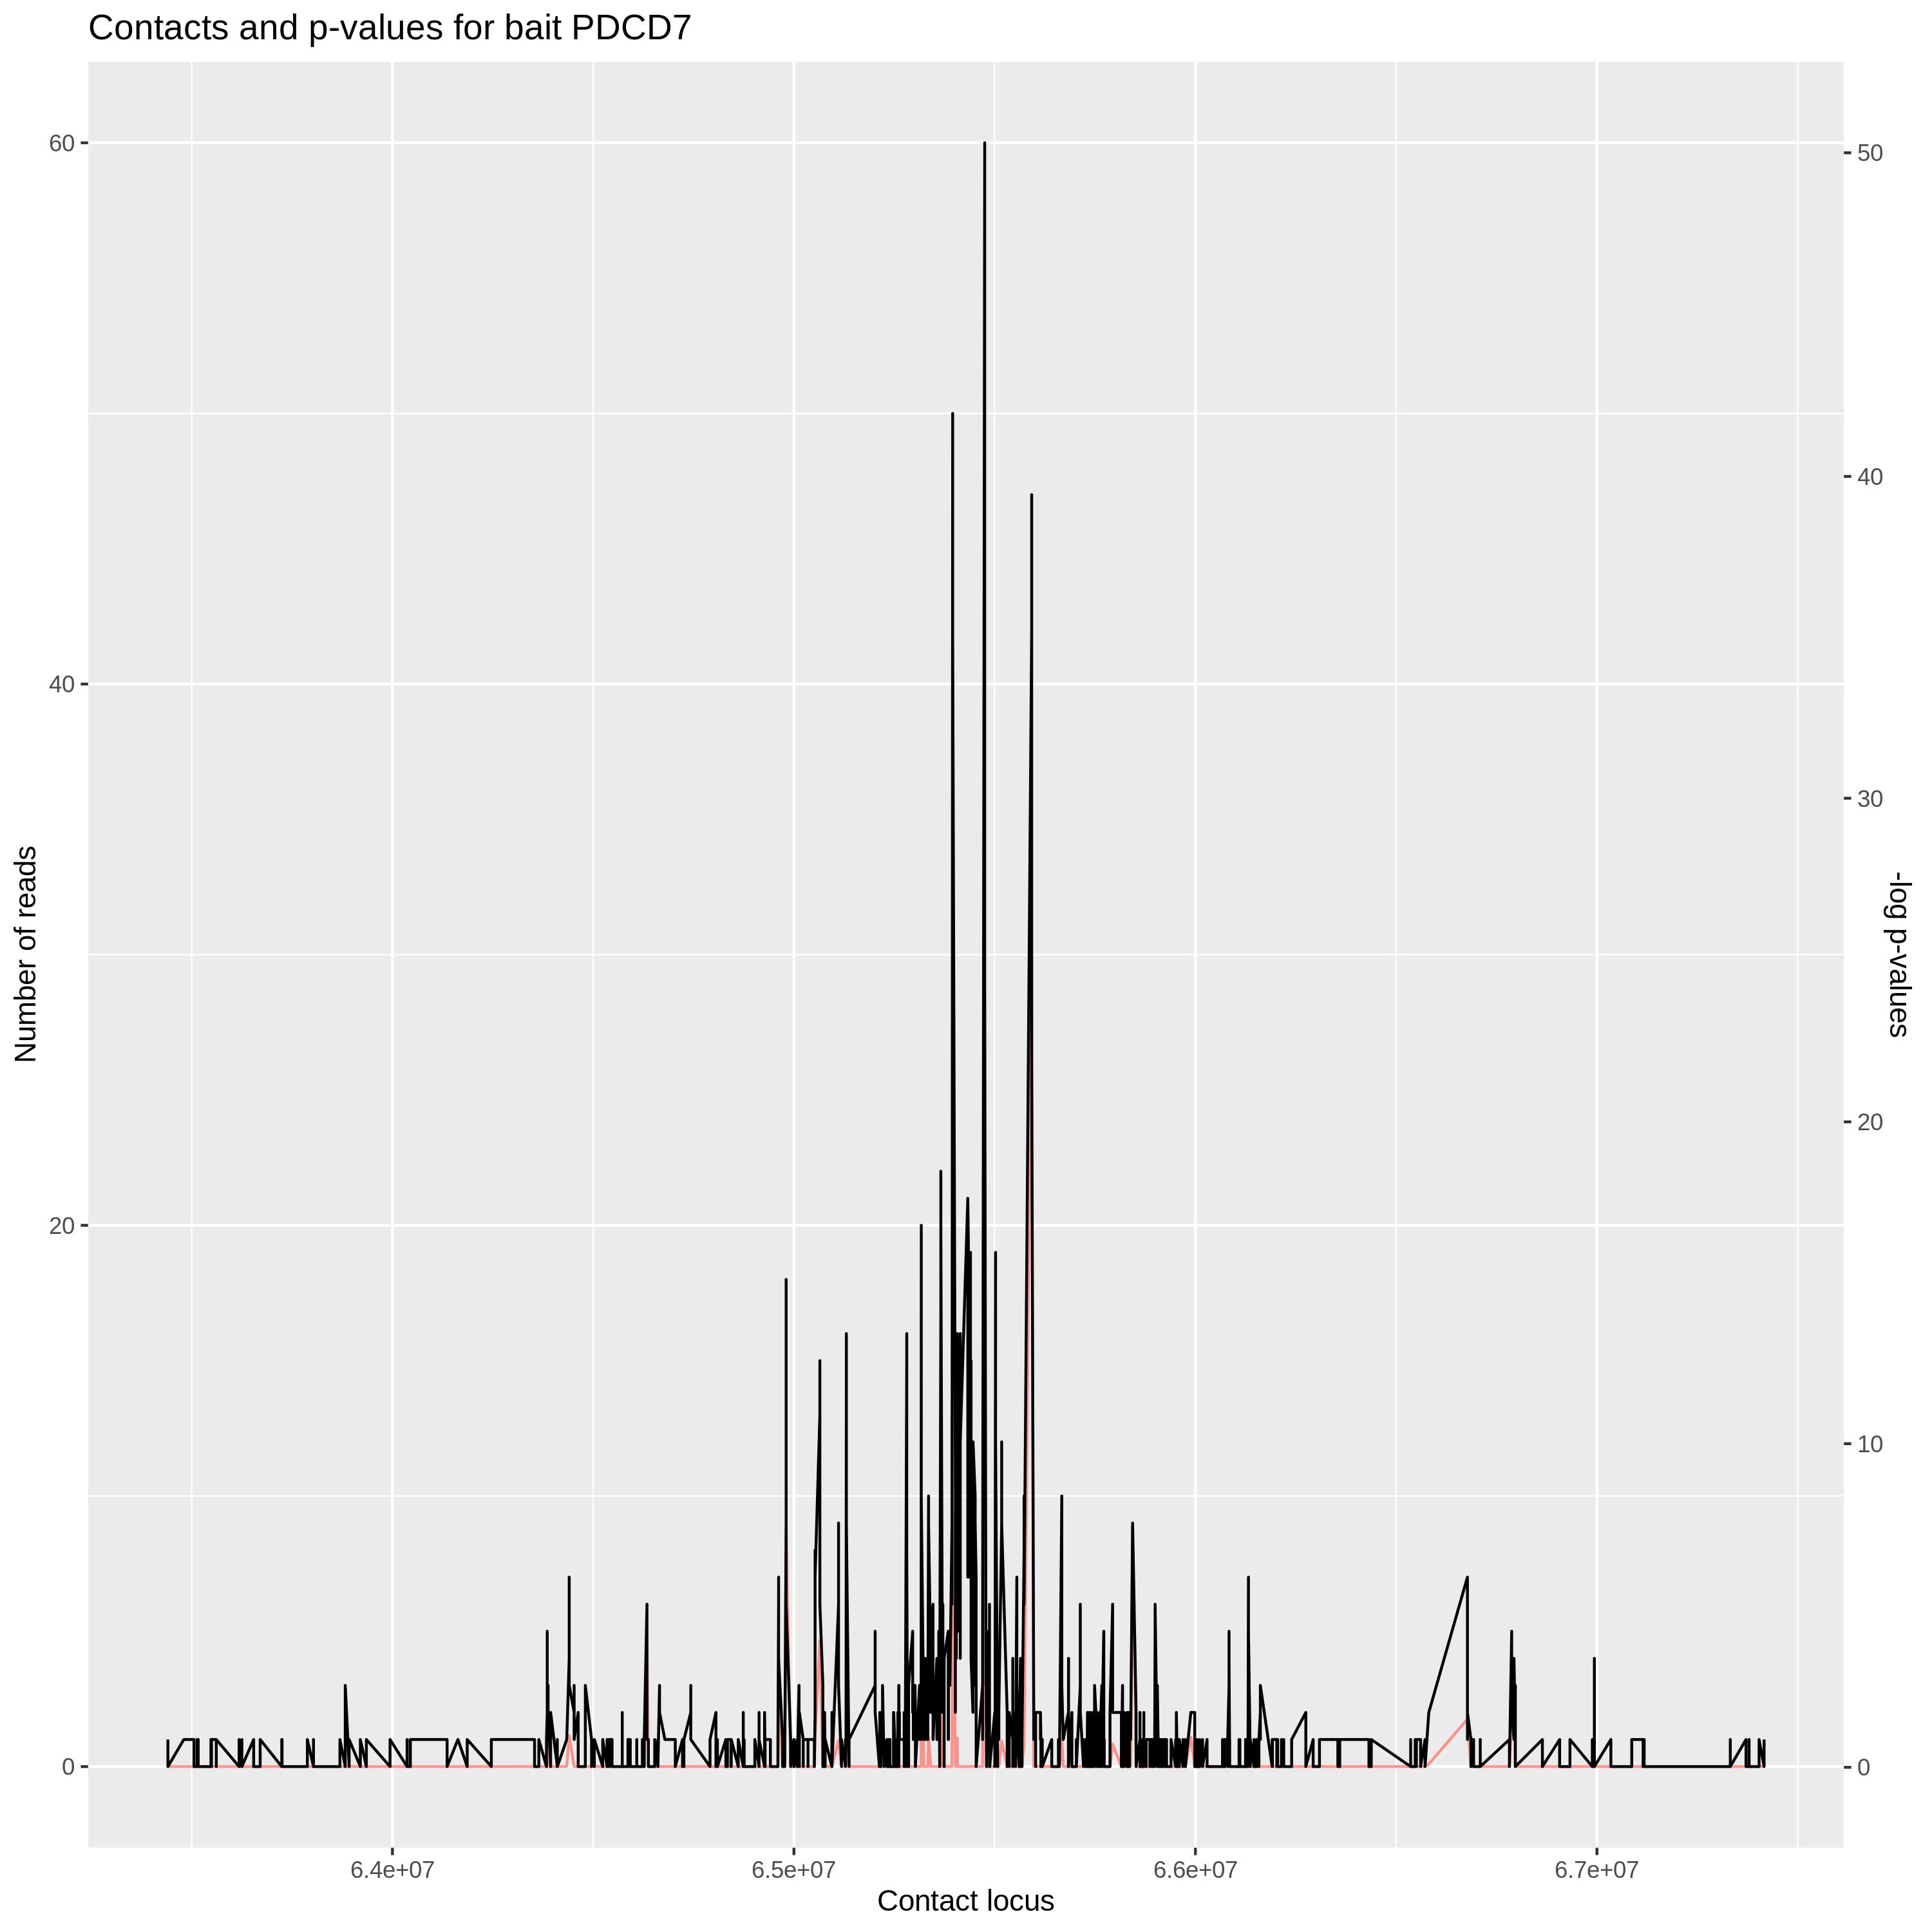 Contacts and p-values for bait PDCD7
60
40
20
0
Number of reads
50
40
30
20
10
0
-log p-values
6.4e+07
6.5e+07
6.6e+07
6.7e+07
Contact locus